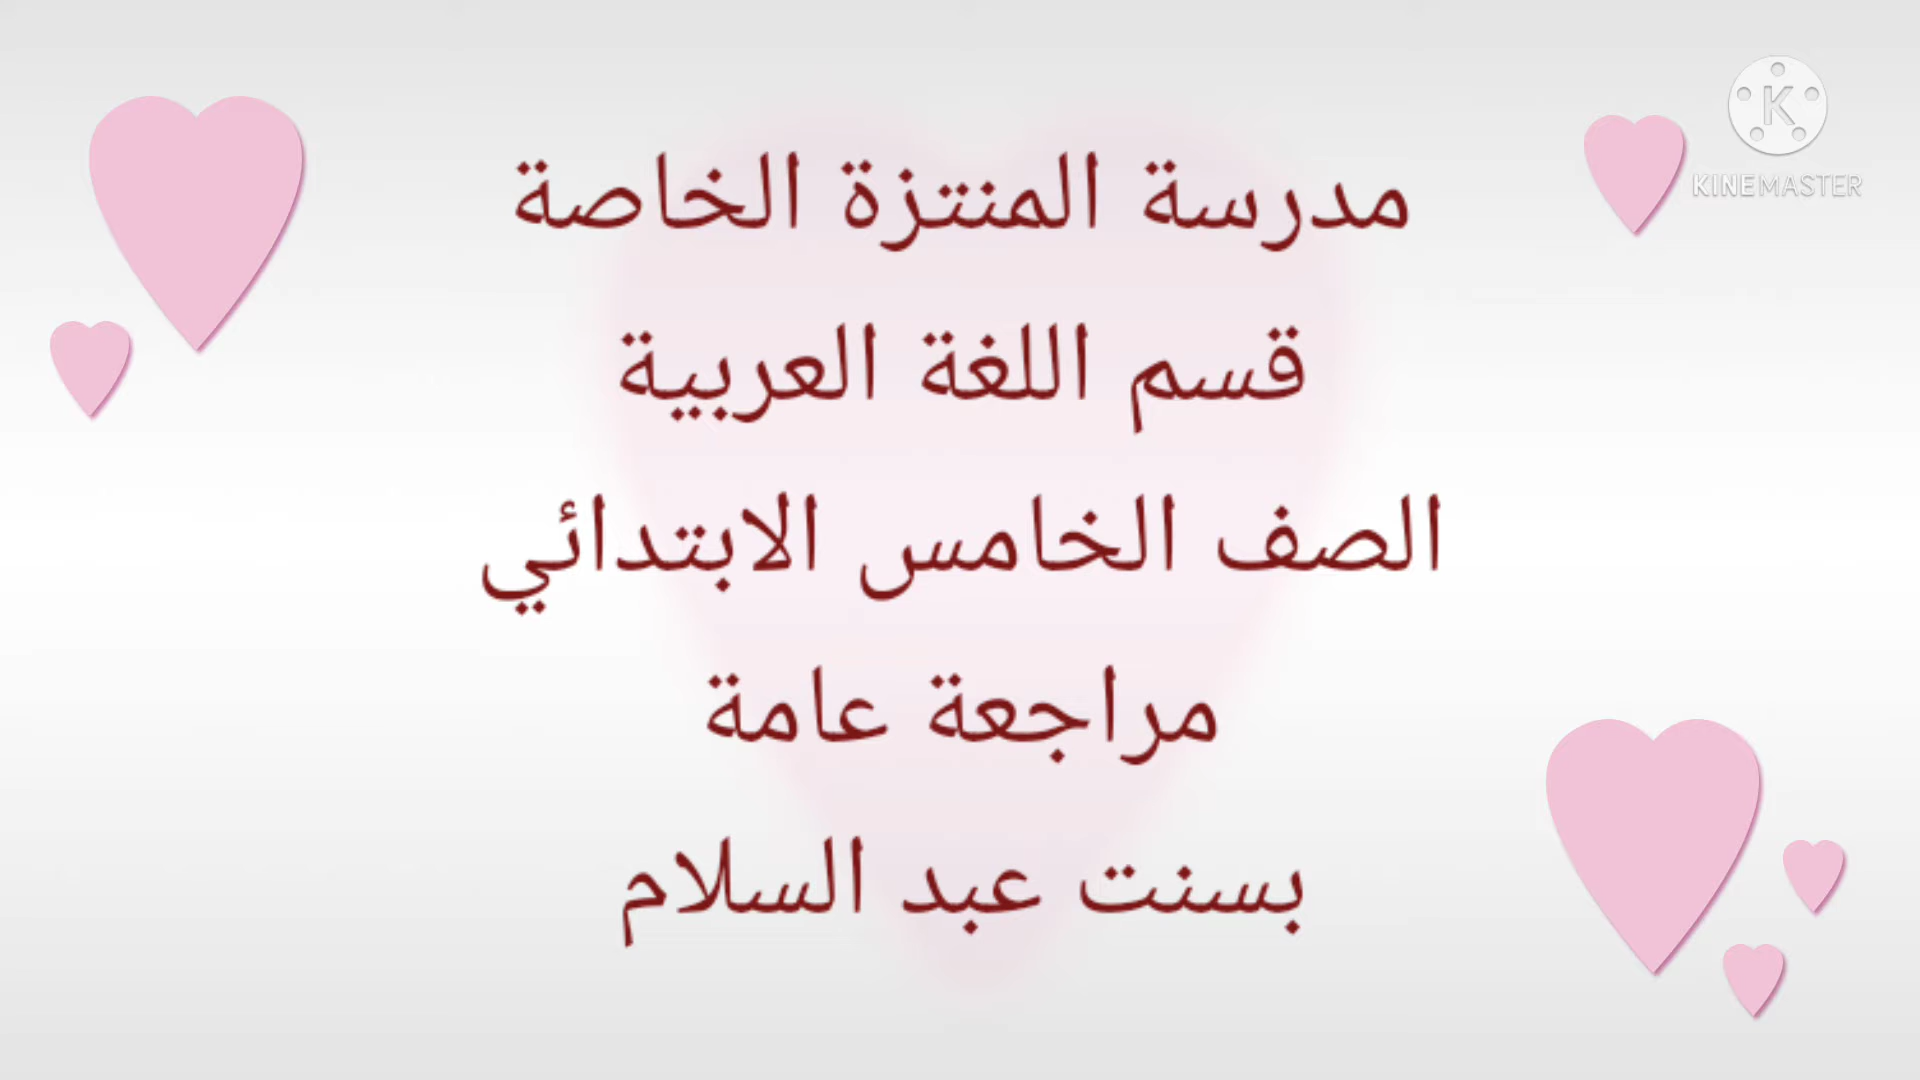 مدرسة المنتزة الخاصة
قسم اللغة العربية
الصف الخامس الابتدائي
مراجعة عامة
بسنت عبد السلام
K
KINEMASTER